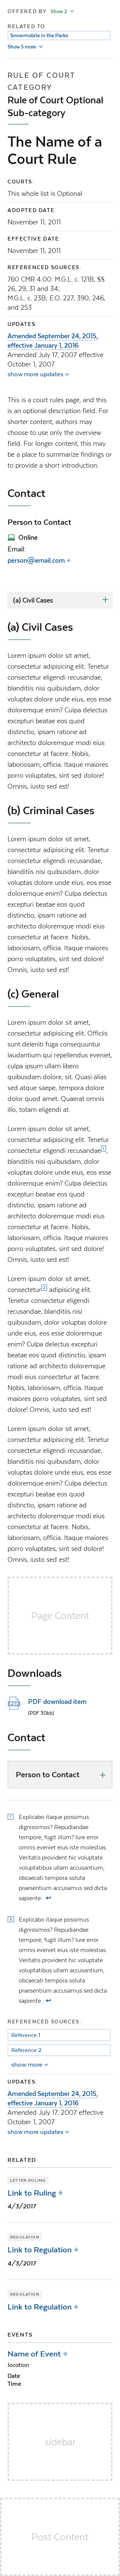 OFFERED BY Show 2
RELATED TO
Snowmobile in the Parks
Show 5 more
RULE OF COURT
CATEGORY
Rule of Court Optional
Sub-category
The Name of a
Court Rule
COURTS:
This whole list is Optional
ADOPTED DATE:
November 11, 2011
EFFECTIVE DATE:
November 11, 2011
REFERENCED SOURCES:
760 CMR 4.00: M.G.L. c. 121B, §§
26, 29, 31 and 34;
M.G.L. c. 23B; E.O. 227, 390, 246,
and 253
UPDATES:
Amended September 24, 2015,
effective January 1, 2016
Amended July 17, 2007 effective
October 1, 2007
show more updates
This is a court rules page, and this
is an optional description field. For
shorter content, authors may
choose to use only the overview
field. For longer content, this may
be a place to simply repeat the title
or to provide a short introduction.
Contact
Person to Contact
Online
Email:
person@email.com
(a) Civil Cases +
(a) Civil Cases
Lorem ipsum dolor sit amet,
consectetur adipisicing elit. Tenetur
consectetur eligendi recusandae,
blanditiis nisi quibusdam, dolor
voluptates dolore unde eius, eos esse
doloremque enim? Culpa delectus
excepturi beatae eos quod
distinctio, ipsam ratione ad
architecto doloremque modi eius
consectetur at facere. Nobis,
laboriosam, officia. Itaque maiores
porro voluptates, sint sed dolor!
Omnis, iusto sed est!
(b) Criminal Cases
Lorem ipsum dolor sit amet,
consectetur adipisicing elit. Tenetur
consectetur eligendi recusandae,
blanditiis nisi quibusdam, dolor
voluptates dolore unde eius, eos esse
doloremque enim? Culpa delectus
excepturi beatae eos quod
distinctio, ipsam ratione ad
architecto doloremque modi eius
consectetur at facere. Nobis,
laboriosam, officia. Itaque maiores
porro voluptates, sint sed dolor!
Omnis, iusto sed est!
(c) General
Lorem ipsum dolor sit amet,
consectetur adipisicing elit. Officiis
sunt deleniti fuga consequuntur
ipsam ullam libero
quibusdam. Dolore at, quisi. Quasi
sed atque saepe, tempora dolore
dolor quod amet. Quaerat omnis
illo, totam eligendi at.
Lorem ipsum dolor sit amet,
consectetur adipisicing elit. Tenetur
consectetur eligendi recusandae[1],
blanditiis nisi quibusdam, dolor
voluptates dolore unde eius, eos esse
doloremque enim? Culpa delectus
excepturi beatae eos quod
distinctio, ipsam ratione ad
architecto doloremque modi eius
consectetur at facere. Nobis,
laboriosam, officia. Itaque maiores
porro voluptates, sint sed dolor!
Omnis, iusto sed est!
Lorem ipsum dolor sit amet,
consectetur[2] adipisicing elit.
Tenetur consectetur eligendi
recusandae, blanditiis nisi
quibusdam, dolor voluptates dolore
unde eius, eos esse doloremque
enim? Culpa delectus excepturi
beatae eos quod distinctio, ipsam
ratione ad architecto doloremque
modi eius consectetur at facere.
Nobis, laboriosam, officia. Itaque
maiores porro voluptates, sint sed
dolor! Omnis, iusto sed est!
Lorem ipsum dolor sit amet,
consectetur adipisicing elit. Tenetur
consectetur eligendi recusandae,
blanditiis nisi quibusdam, dolor
voluptates dolore unde eius, eos esse
doloremque enim? Culpa delectus
excepturi beatae eos quod
distinctio, ipsam ratione ad
architecto doloremque modi eius
consectetur at facere. Nobis,
laboriosam, officia. Itaque maiores
porro voluptates, sint sed dolor!
Omnis, iusto sed est!
Page Content
Downloads
PDF download item
(PDF 30kb)
Contact
Person to Contact +
1 Explicabo itaque possimus
dignissimos? Repudiandae
tempore, fugit illum? Iure error
omnis eveniet eius iste molestias.
Veritatis provident hic voluptate
voluptatibus ullam accusantium,
obcaecati tempora soluta
praesentium accusamus sed dicta
sapiente.
2 Explicabo itaque possimus
dignissimos? Repudiandae
tempore, fugit illum? Iure error
omnis eveniet eius iste molestias.
Veritatis provident hic voluptate
voluptatibus ullam accusantium,
obcaecati tempora soluta
praesentium accusamus sed dicta
sapiente.
REFERENCED SOURCES:
Reference 1
Reference 2
show more
UPDATES:
Amended September 24, 2015,
effective January 1, 2016
Amended July 17, 2007 effective
October 1, 2007
show more updates
RELATED
LETTER RULING
Link to Ruling
4/3/2017
REGULATION
Link to Regulation
4/3/2017
REGULATION
Link to Regulation
EVENTS
Name of Event
location
Date
Time
sidebar
Post Content